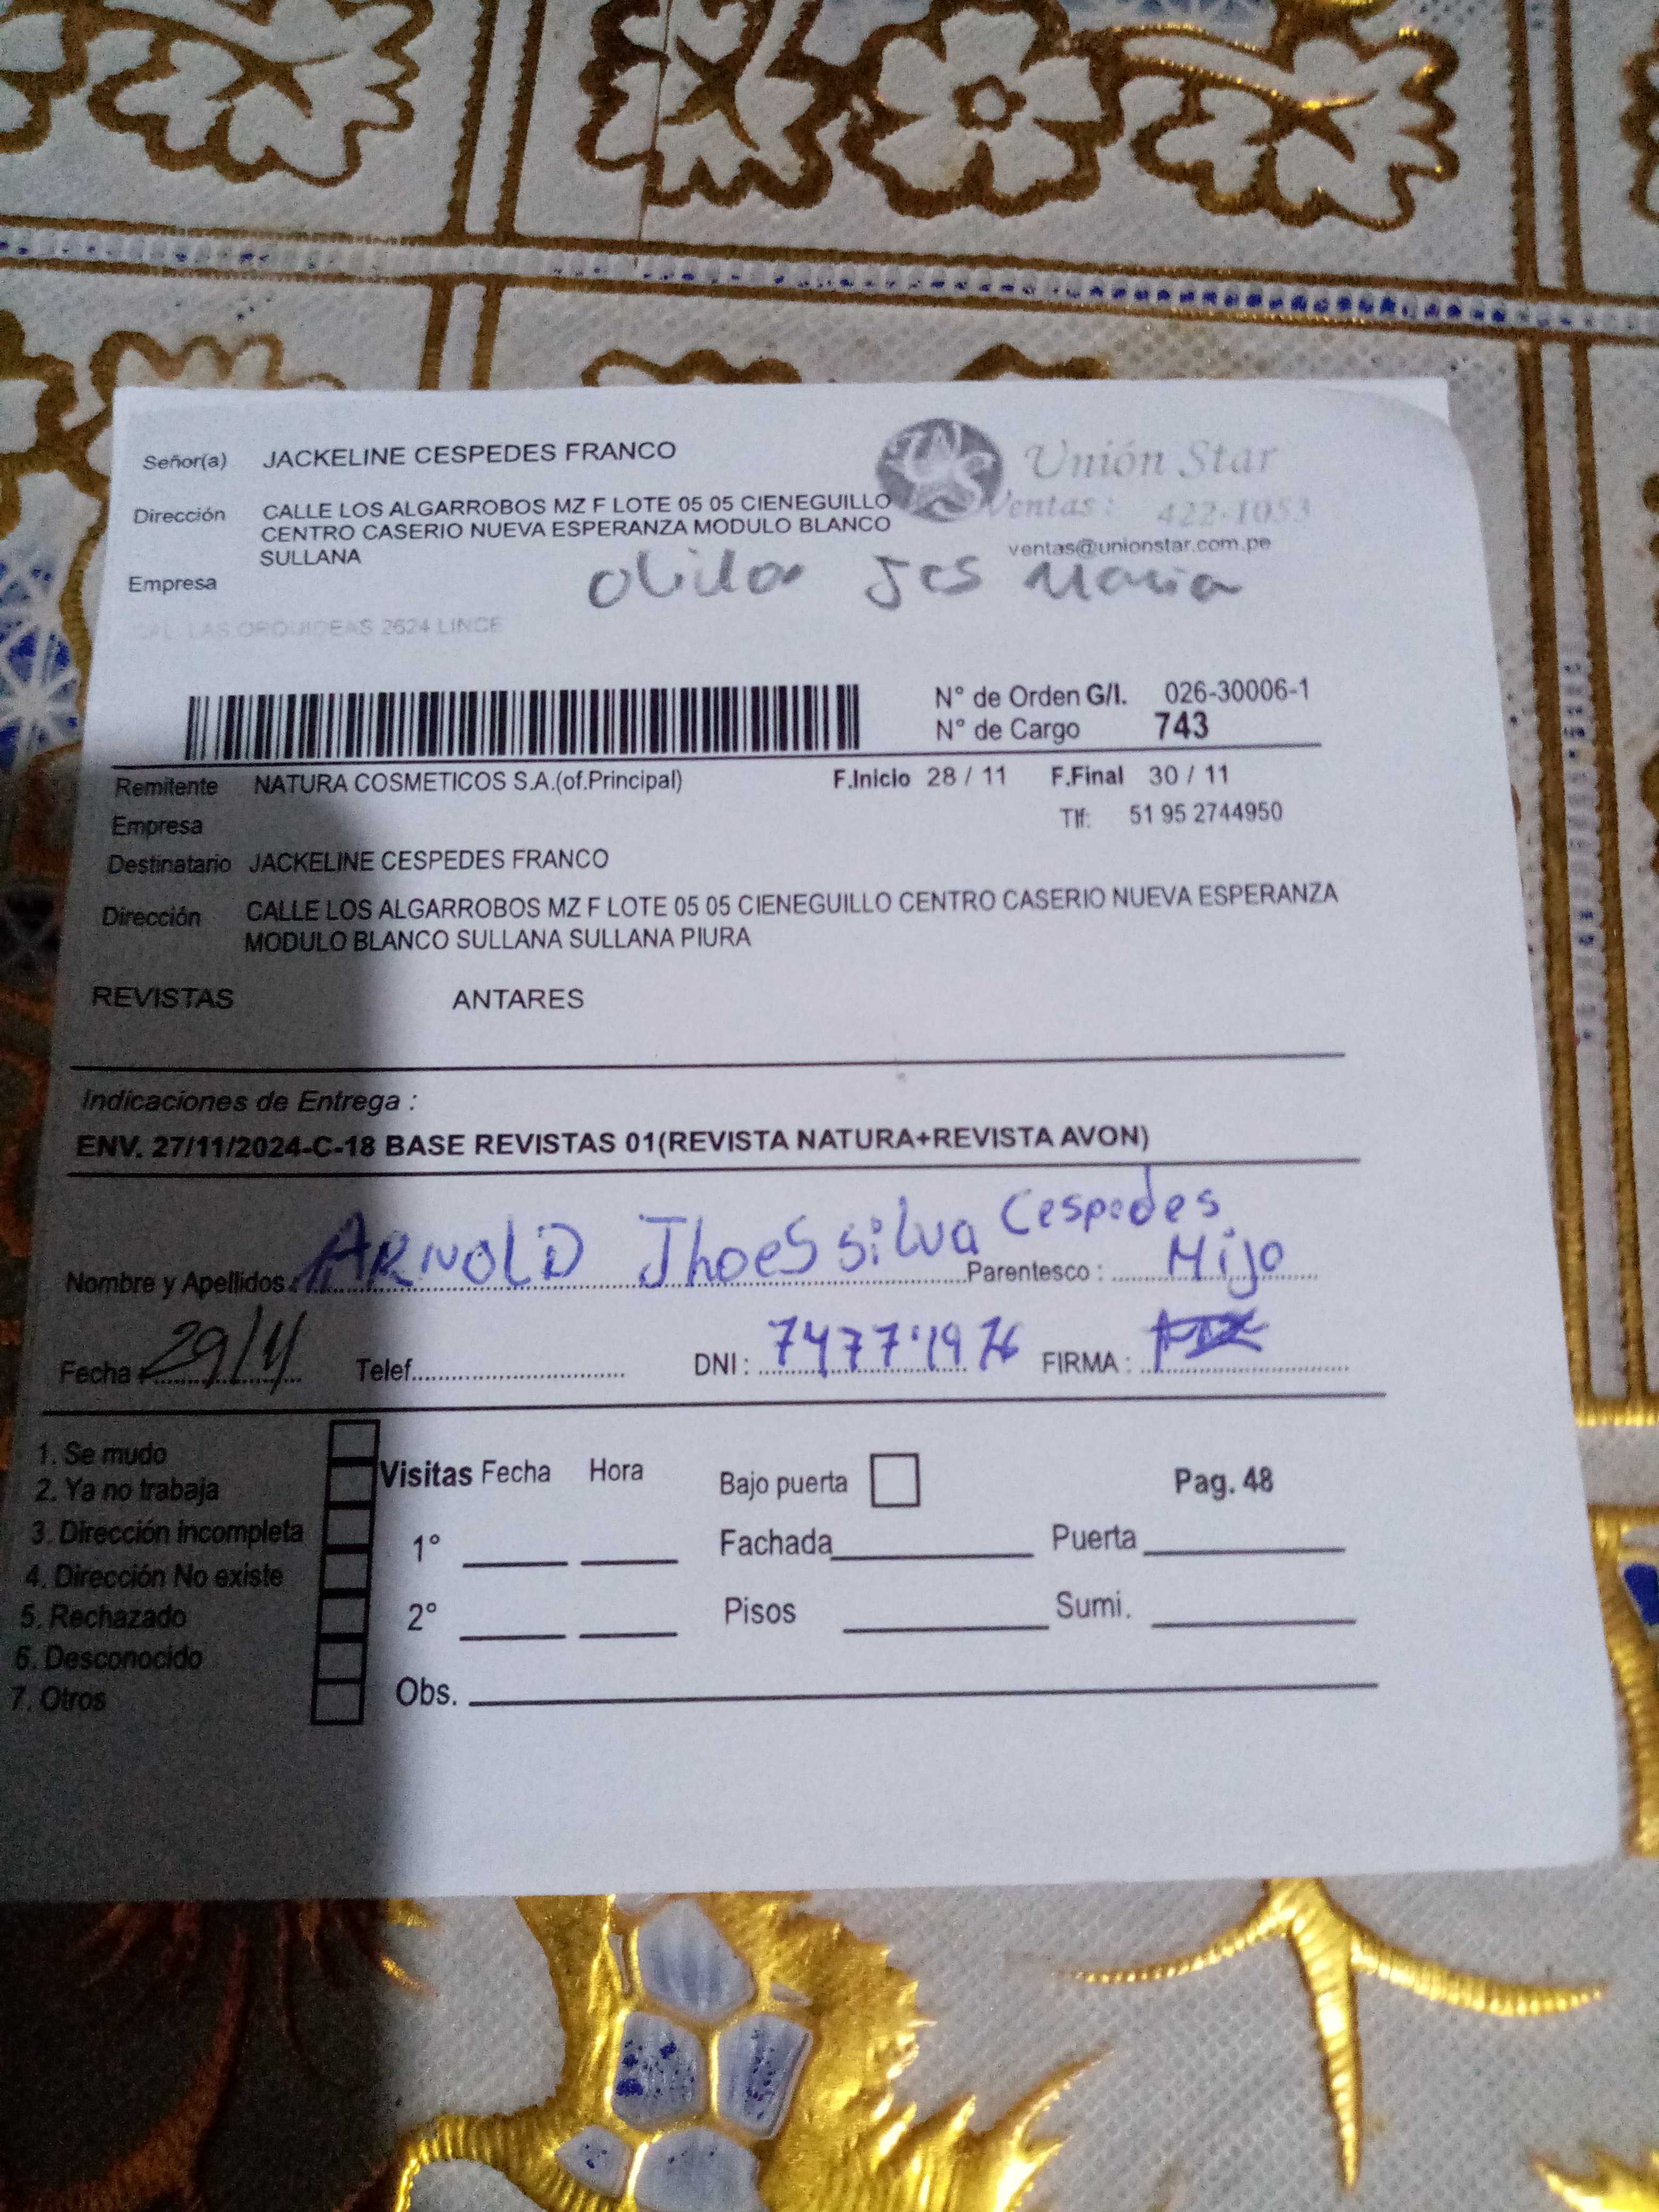 Señor(a) JACKELINE CESPEDES FRANCO
Unión Star
Dirección CALLE LOS ALGARROBOS MZ F LOTE 05 05 CIENEGUILLO
CENTRO CASERIO NUEVA ESPERANZA MODULO BLANCO
SULLANA
Ventas: 422-1053
ventas@unionstar.com.pe
Empresa
Maria
CAL LAS ORQUIDEAS 2624 LINCE
N° de Orden G/I. 026-30006-1
N° de Cargo 743
Remitente NATURA COSMETICOS S.A.(of.Principal) F.Inicio 28 / 11 F.Final 30 / 11
Empresa Tlf: 51 95 2744950
Destinatario JACKELINE CESPEDES FRANCO
Dirección CALLE LOS ALGARROBOS MZ F LOTE 05 05 CIENEGUILLO CENTRO CASERIO NUEVA ESPERANZA
MODULO BLANCO SULLANA SULLANA PIURA
REVISTAS ANTARES
Indicaciones de Entrega :
ENV. 27/11/2024-C-18 BASE REVISTAS 01(REVISTA NATURA+REVISTA AVON)
Nombre y Apellidos : ARNOLD Jhoes silva Cespedes Parentesco : Hijo
Fecha 29/11 Telef. DNI : FIRMA :
1. Se mudo
2. Ya no trabaja
3. Dirección Incompleta
4. Dirección No existe
5. Rechazado
6. Desconocido
7. Otros
Visitas Fecha Hora Bajo puerta Pag. 48
1° Fachada Puerta
2° Pisos Sumi.
Obs.